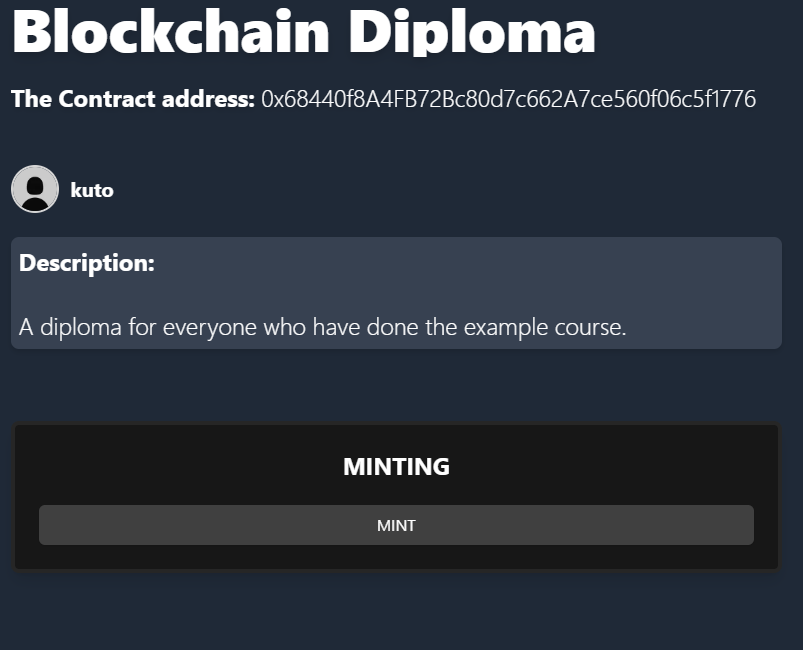 Blockchain Diploma
The Contract address: 0x68440f8A4FB72Bc80d7c662A7ce560f06c5f1776
kuto
Description:
A diploma for everyone who have done the example course.
MINTING
MINT